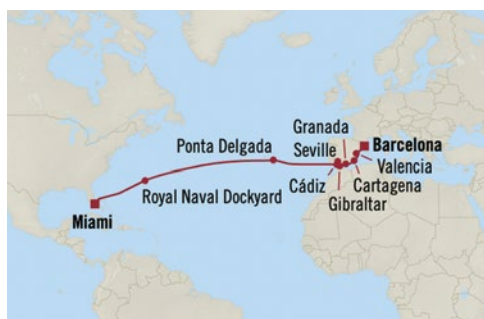 Granada
Ponta Delgada
Seville
Barcelona
Valencia
Cádiz
Cartagena
Royal Naval Dockyard
Gibraltar
Miami